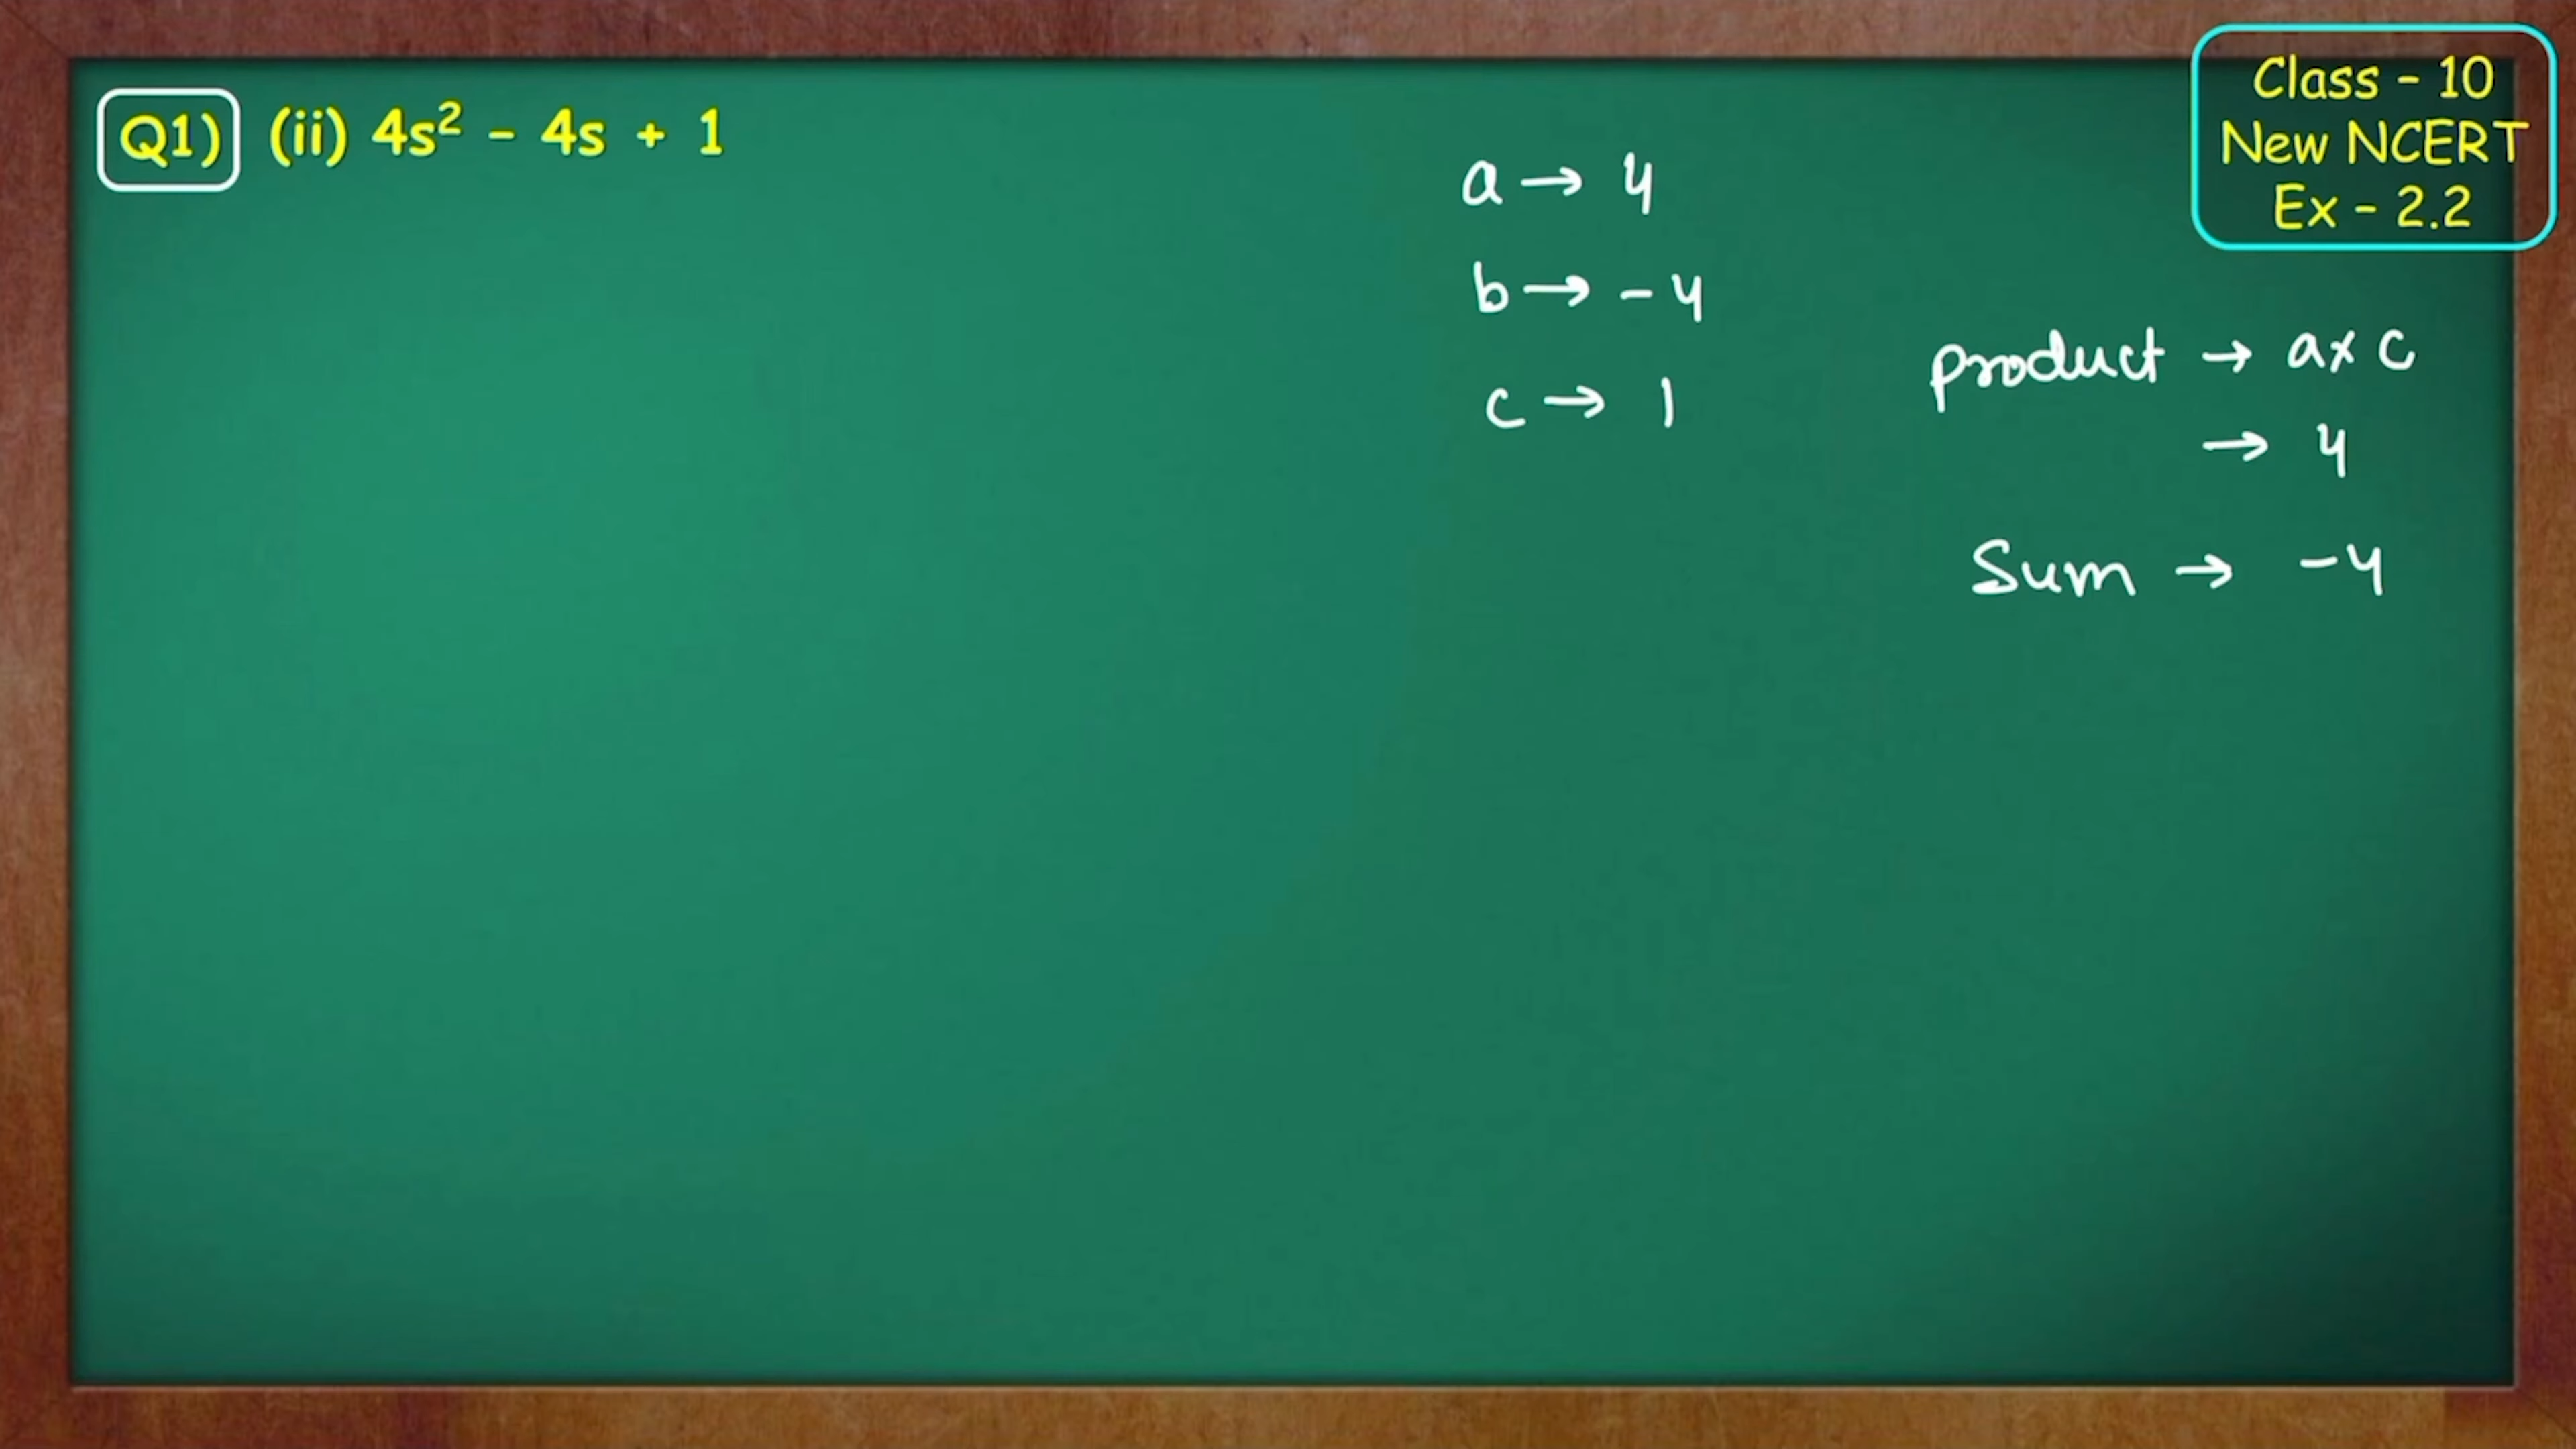 Q1) (ii) 4s² - 4s + 1
Class - 10
New NCERT
Ex - 2.2
a → 4
b → -4
c → 1
product → a× c
→ 4
Sum → -4